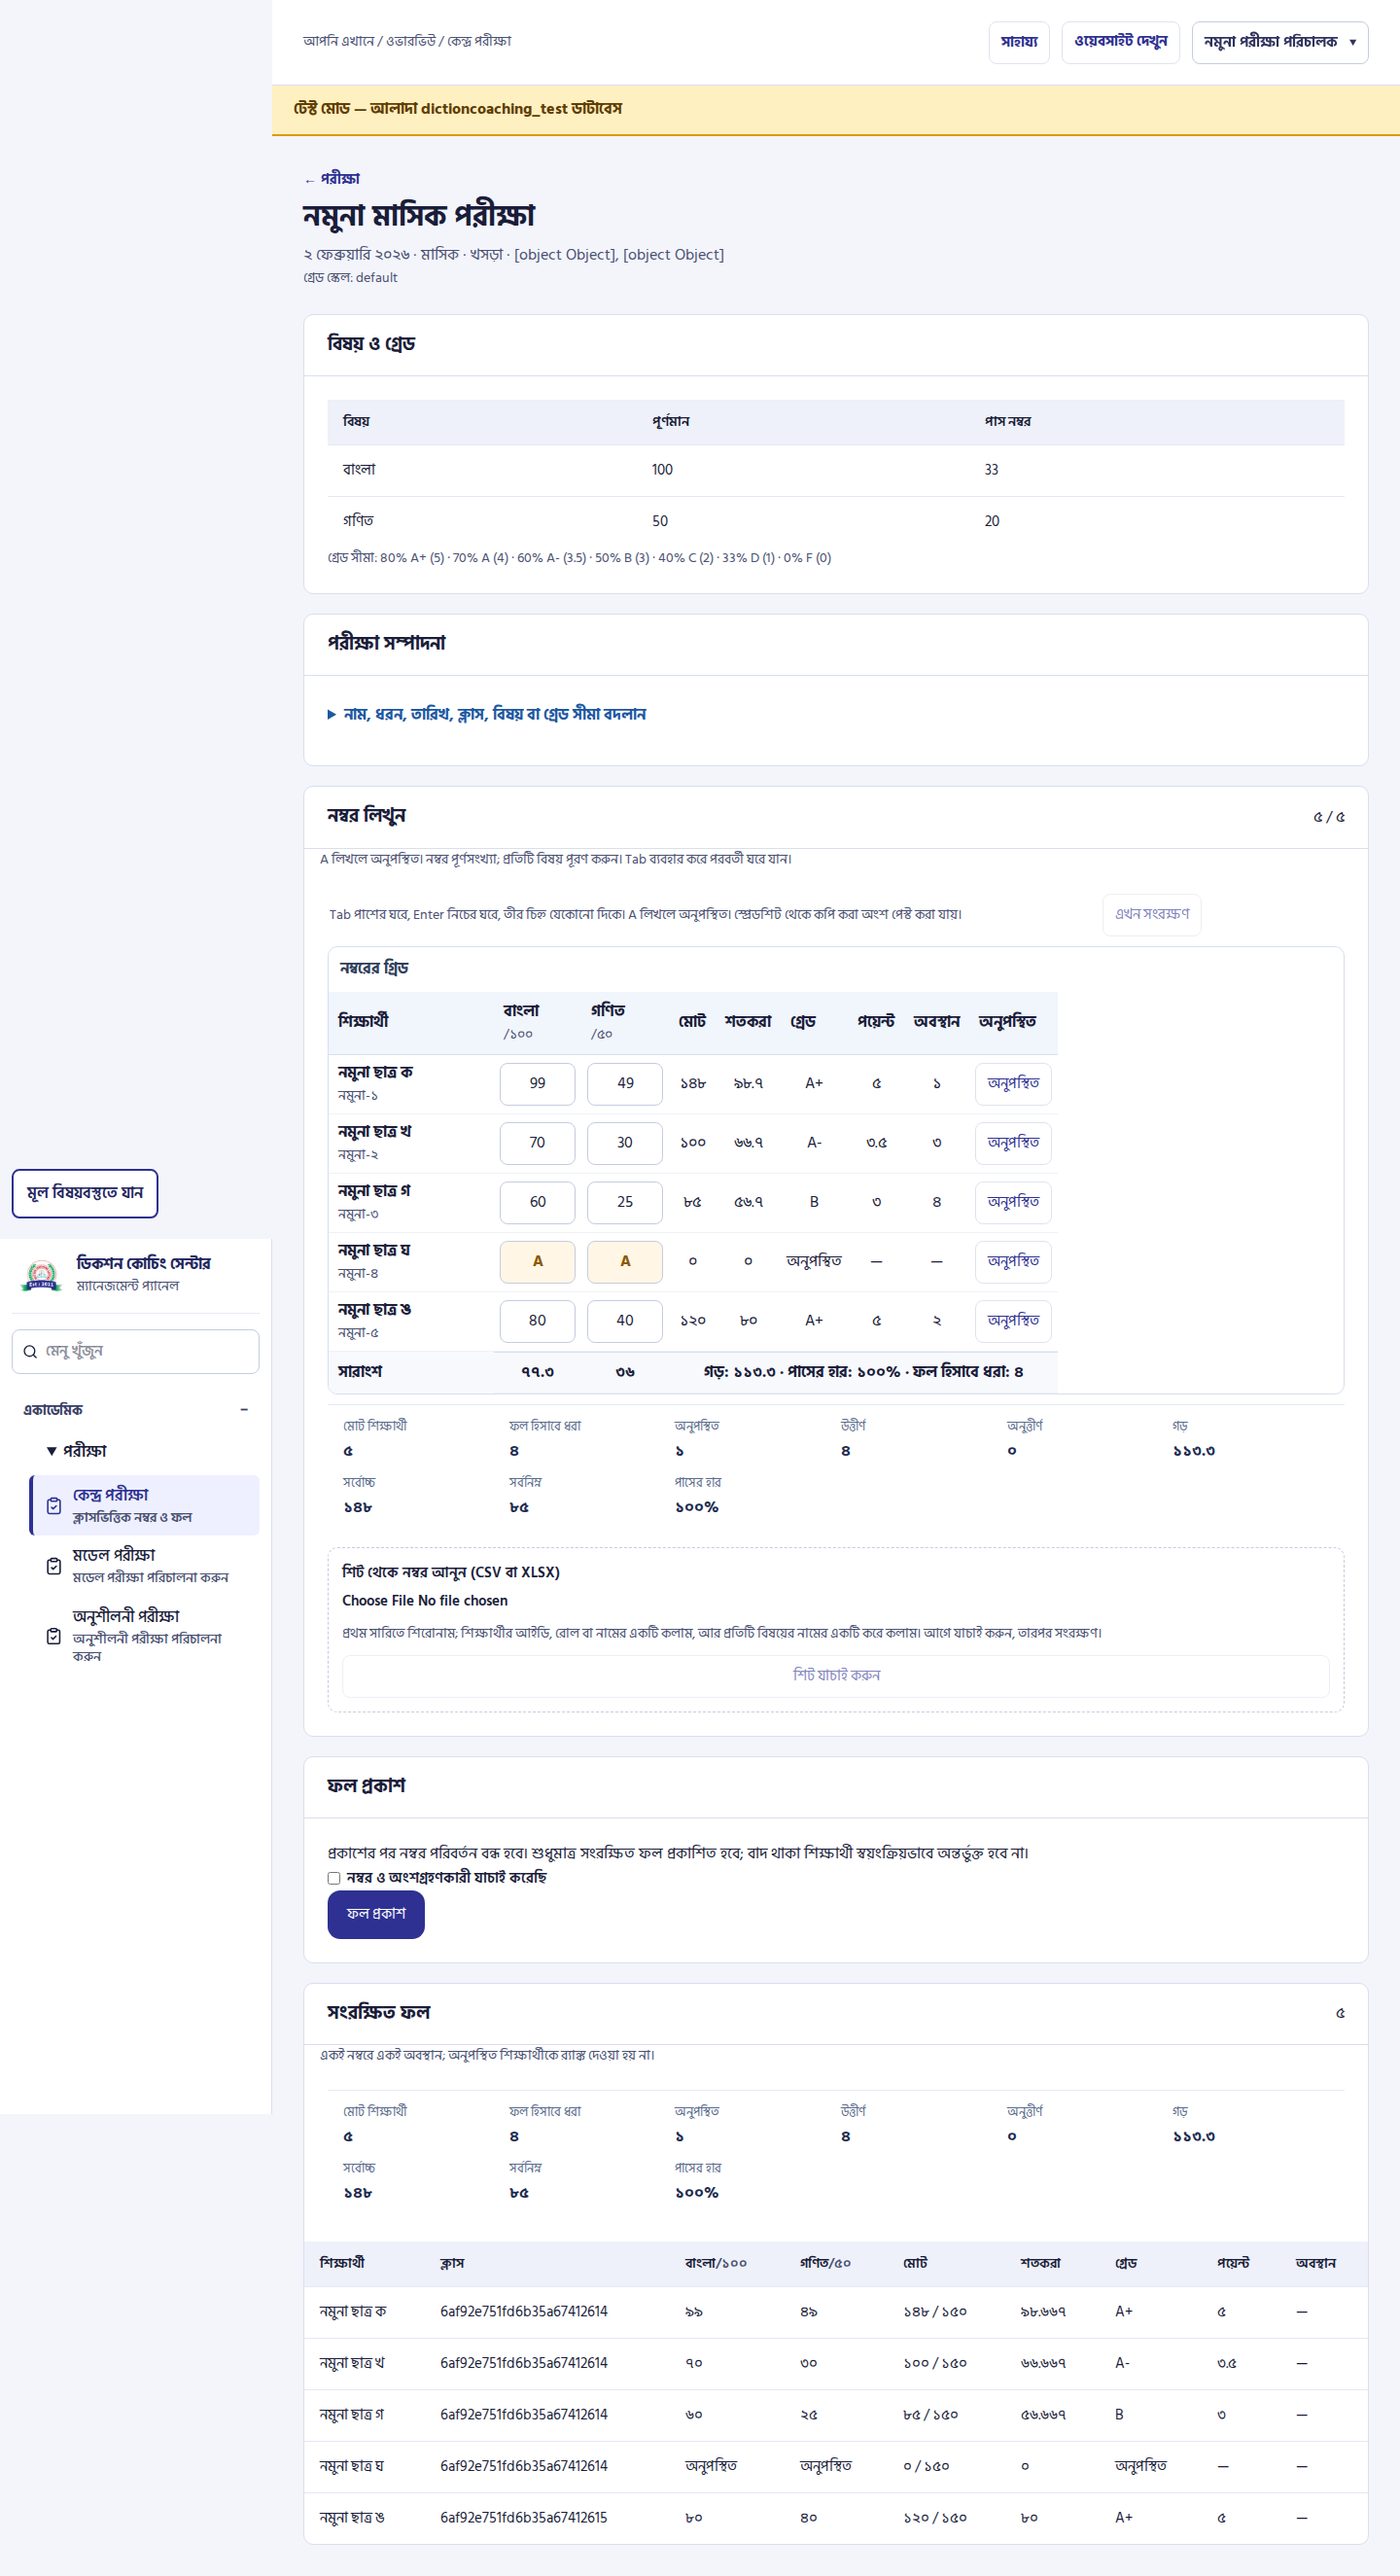 আপনি এখানে / ওভারভিউ / কেন্দ্র পরীক্ষা
সাহায্য
ওয়েবসাইট দেখুন
নমুনা পরীক্ষা পরিচালক ▼
টেস্ট মোড — আলাদা dictioncoaching_test ডাটাবেস
← পরীক্ষা
নমুনা মাসিক পরীক্ষা
২ ফেব্রুয়ারি ২০২৬ · মাসিক · খসড়া · [object Object], [object Object]
গ্রেড স্কেল: default
বিষয় ও গ্রেড
বিষয় পূর্ণমান পাস নম্বর
বাংলা 100 33
গণিত 50 20
গ্রেড সীমা: 80% A+ (5) · 70% A (4) · 60% A- (3.5) · 50% B (3) · 40% C (2) · 33% D (1) · 0% F (0)
পরীক্ষা সম্পাদনা
▶ নাম, ধরন, তারিখ, ক্লাস, বিষয় বা গ্রেড সীমা বদলান
নম্বর লিখুন ৫ / ৫
A লিখলে অনুপস্থিত। নম্বর পূর্ণসংখ্যা; প্রতিটি বিষয় পূরণ করুন। Tab ব্যবহার করে পরবর্তী ঘরে যান।
Tab পাশের ঘরে, Enter নিচের ঘরে, তীর চিহ্ন যেকোনো দিকে। A লিখলে অনুপস্থিত। স্প্রেডশিট থেকে কপি করা অংশ পেস্ট করা যায়।
এখন সংরক্ষণ
নম্বরের গ্রিড
শিক্ষার্থী বাংলা /১০০ গণিত /৫০ মোট শতকরা গ্রেড পয়েন্ট অবস্থান অনুপস্থিত
নমুনা ছাত্র ক 99 49 ১৪৮ ৯৮.৭ A+ ৫ ১ অনুপস্থিত
নমুনা-১
নমুনা ছাত্র খ 70 30 ১০০ ৬৬.৭ A- ৩.৫ ৩ অনুপস্থিত
নমুনা-২
নমুনা ছাত্র গ 60 25 ৮৫ ৫৬.৭ B ৩ ৪ অনুপস্থিত
নমুনা-৩
নমুনা ছাত্র ঘ A A ০ ০ অনুপস্থিত — — অনুপস্থিত
নমুনা-৪
নমুনা ছাত্র ঙ 80 40 ১২০ ৮০ A+ ৫ ২ অনুপস্থিত
নমুনা-৫
সারাংশ ৭৭.৩ ৩৬ গড়: ১১৩.৩ · পাসের হার: ১০০% · ফল হিসাবে ধরা: ৪
মোট শিক্ষার্থী ফল হিসাবে ধরা অনুপস্থিত উত্তীর্ণ অনুত্তীর্ণ গড়
৫ ৪ ১ ৪ ০ ১১৩.৩
সর্বোচ্চ সর্বনিম্ন পাসের হার
১৪৮ ৮৫ ১০০%
শিট থেকে নম্বর আনুন (CSV বা XLSX)
Choose File No file chosen
প্রথম সারিতে শিরোনাম; শিক্ষার্থীর আইডি, রোল বা নামের একটি কলাম, আর প্রতিটি বিষয়ের নামের একটি করে কলাম। আগে যাচাই করুন, তারপর সংরক্ষণ।
শিট যাচাই করুন
মূল বিষয়বস্তুতে যান
ডিকশন কোচিং সেন্টার
ম্যানেজমেন্ট প্যানেল
মেনু খুঁজুন
একাডেমিক −
▼ পরীক্ষা
কেন্দ্র পরীক্ষা
ক্লাসভিত্তিক নম্বর ও ফল
মডেল পরীক্ষা
মডেল পরীক্ষা পরিচালনা করুন
অনুশীলনী পরীক্ষা
অনুশীলনী পরীক্ষা পরিচালনা
করুন
ফল প্রকাশ
প্রকাশের পর নম্বর পরিবর্তন বন্ধ হবে। শুধুমাত্র সংরক্ষিত ফল প্রকাশিত হবে; বাদ থাকা শিক্ষার্থী স্বয়ংক্রিয়ভাবে অন্তর্ভুক্ত হবে না।
নম্বর ও অংশগ্রহণকারী যাচাই করেছি
ফল প্রকাশ
সংরক্ষিত ফল ৫
একই নম্বরে একই অবস্থান; অনুপস্থিত শিক্ষার্থীকে র‍্যাঙ্ক দেওয়া হয় না।
মোট শিক্ষার্থী ফল হিসাবে ধরা অনুপস্থিত উত্তীর্ণ অনুত্তীর্ণ গড়
৫ ৪ ১ ৪ ০ ১১৩.৩
সর্বোচ্চ সর্বনিম্ন পাসের হার
১৪৮ ৮৫ ১০০%
শিক্ষার্থী ক্লাস বাংলা/১০০ গণিত/৫০ মোট শতকরা গ্রেড পয়েন্ট অবস্থান
নমুনা ছাত্র ক 6af92e751fd6b35a67412614 ৯৯ ৪৯ ১৪৮ / ১৫০ ৯৮.৬৬৭ A+ ৫ —
নমুনা ছাত্র খ 6af92e751fd6b35a67412614 ৭০ ৩০ ১০০ / ১৫০ ৬৬.৬৬৭ A- ৩.৫ —
নমুনা ছাত্র গ 6af92e751fd6b35a67412614 ৬০ ২৫ ৮৫ / ১৫০ ৫৬.৬৬৭ B ৩ —
নমুনা ছাত্র ঘ 6af92e751fd6b35a67412614 অনুপস্থিত অনুপস্থিত ০ / ১৫০ ০ অনুপস্থিত — —
নমুনা ছাত্র ঙ 6af92e751fd6b35a67412615 ৮০ ৪০ ১২০ / ১৫০ ৮০ A+ ৫ —